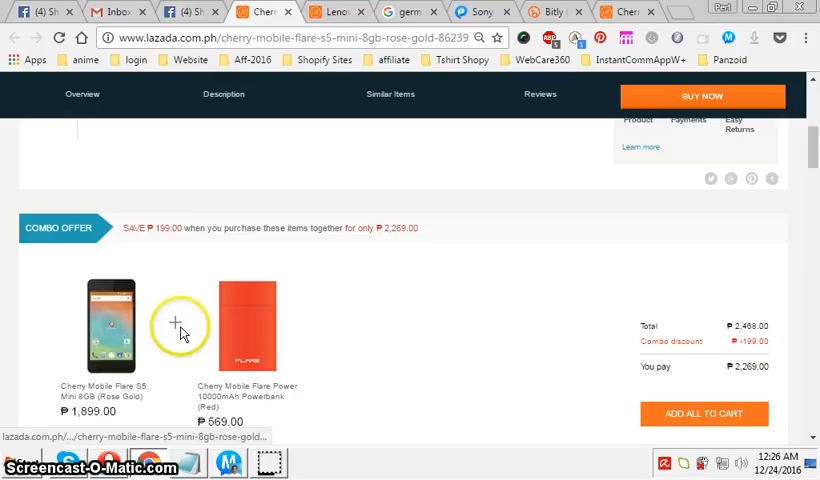 (4) Sh
Inbox
(4) Sh
Cherr
Lenov
germ
Sony
Bitly |
Cherr
Pert
www.lazada.com.ph/cherry-mobile-flare-s5-mini-8gb-rose-gold-86239
5
1
Apps anime login Website Aff-2016 Shopify Sites affiliate Tshirt Shopy WebCare360 InstantCommAppW+ Panzoid
Overview Description Similar Items Reviews BUY NOW
Product Payments Easy
Returns
Learn more
COMBO OFFER SAVE ₱ 199.00 when you purchase these items together for only ₱ 2,269.00
FLARE
Cherry Mobile Flare S5
Mini 8GB (Rose Gold)
₱ 1,899.00
Cherry Mobile Flare Power
10000mAh Powerbank
(Red)
₱ 569.00
Total ₱ 2,468.00
Combo discount ₱ -199.00
You pay ₱ 2,269.00
ADD ALL TO CART
lazada.com.ph/.../cherry-mobile-flare-s5-mini-8gb-rose-gold...
Start
Screencast-O-Matic.com
12:26 AM
12/24/2016